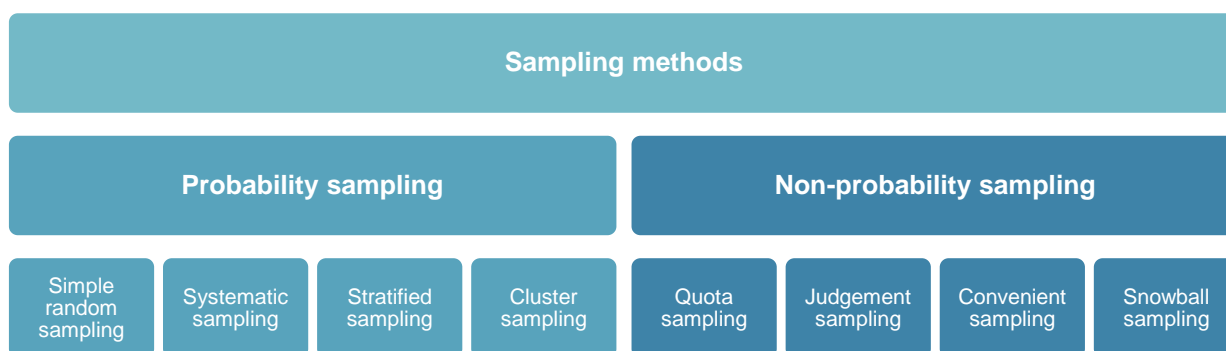 Sampling methods
Probability sampling
Non-probability sampling
Simple
random
sampling
Systematic
sampling
Stratified
sampling
Cluster
sampling
Quota
sampling
Judgement
sampling
Convenient
sampling
Snowball
sampling